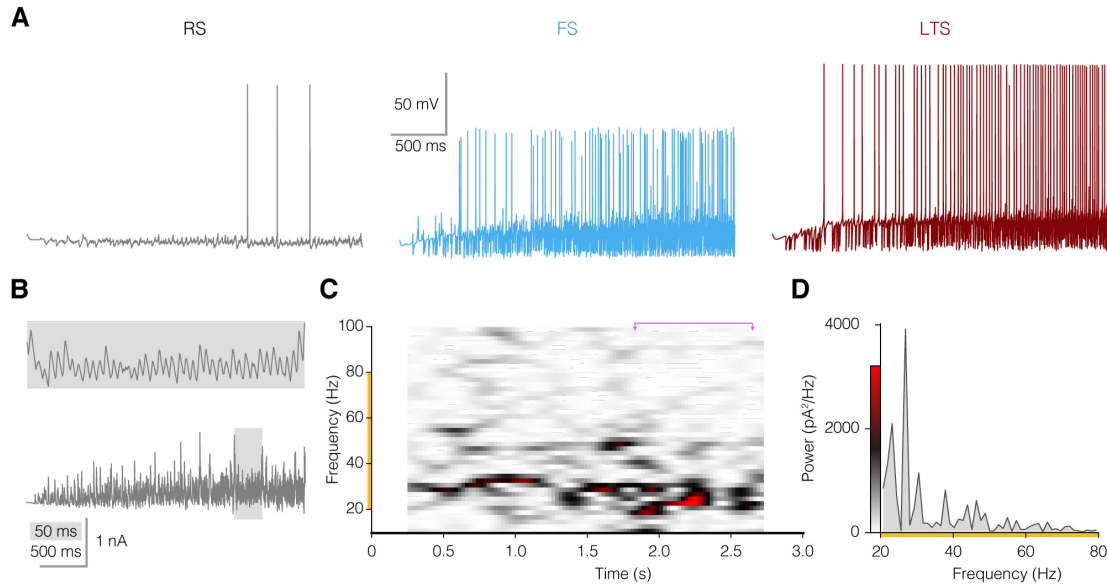 A
RS
FS
LTS
50 mV
500 ms
B
50 ms
500 ms
1 nA
C
Frequency (Hz)
100
80
60
40
20
0
0.5
1.0
1.5
2.0
2.5
3.0
Time (s)
D
Power (pA²/Hz)
4000
2000
0
20
40
60
80
Frequency (Hz)